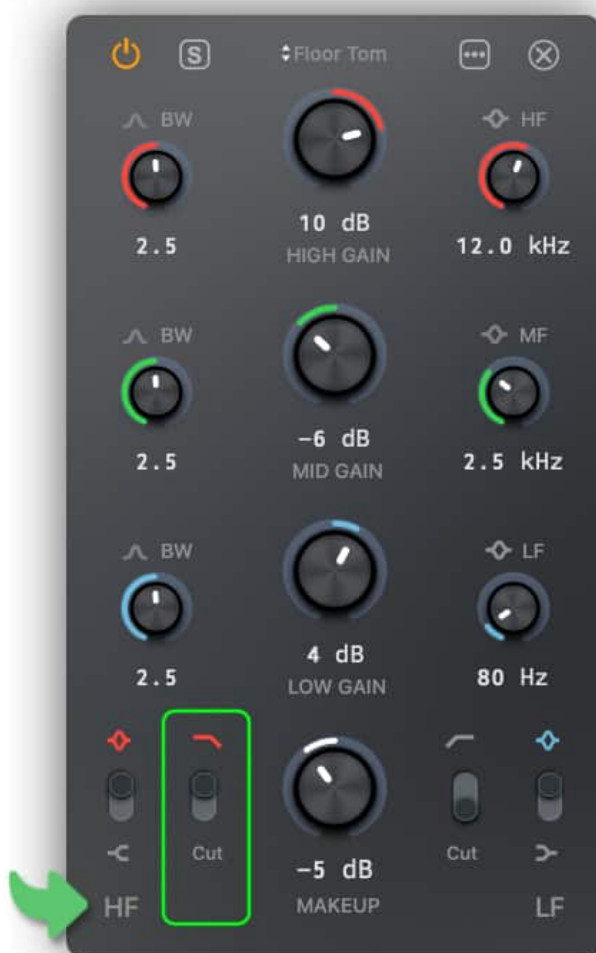 S Floor Tom
BW HF
2.5 10 dB 12.0 kHz
HIGH GAIN
BW MF
2.5 -6 dB 2.5 kHz
MID GAIN
BW LF
2.5 4 dB 80 Hz
LOW GAIN
Cut Cut
-5 dB
HF MAKEUP LF